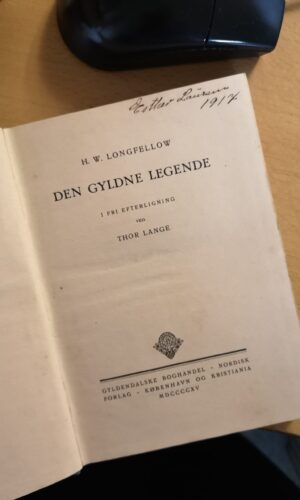 1917
H. W. LONGFELLOW
DEN GYLDNE LEGENDE
I FRI EFTERLIGNING
VED
THOR LANGE
GYLDENDALSKE BOGHANDEL - NORDISK
FORLAG - KØBENHAVN OG KRISTIANIA
MDCCCCXV